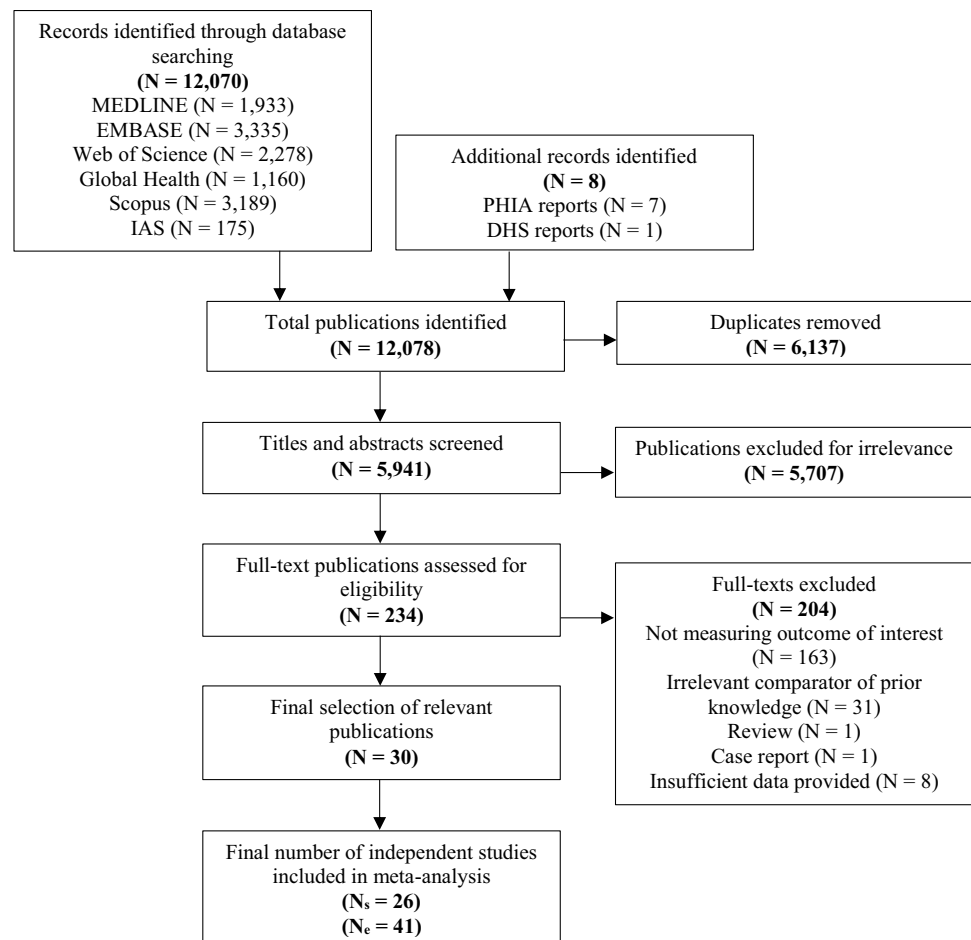 Records identified through database
searching
(N = 12,070)
MEDLINE (N = 1,933)
EMBASE (N = 3,335)
Web of Science (N = 2,278)
Global Health (N = 1,160)
Scopus (N = 3,189)
IAS (N = 175)
Additional records identified
(N = 8)
PHIA reports (N = 7)
DHS reports (N = 1)
Total publications identified
(N = 12,078)
Duplicates removed
(N = 6,137)
Titles and abstracts screened
(N = 5,941)
Publications excluded for irrelevance
(N = 5,707)
Full-text publications assessed for
eligibility
(N = 234)
Full-texts excluded
(N = 204)
Not measuring outcome of interest
(N = 163)
Irrelevant comparator of prior
knowledge (N = 31)
Review (N = 1)
Case report (N = 1)
Insufficient data provided (N = 8)
Final selection of relevant
publications
(N = 30)
Final number of independent studies
included in meta-analysis
(Nₛ = 26)
(Nₑ = 41)